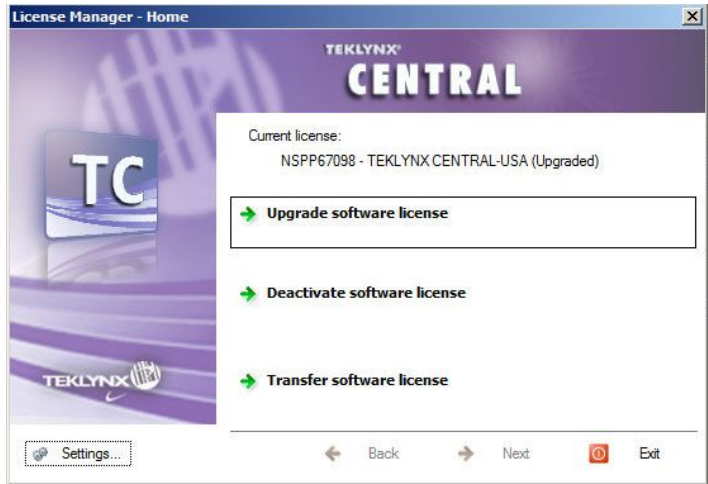 License Manager - Home
TEKLYNX®
CENTRAL
TC
Current license:
NSPP67098 - TEKLYNX CENTRAL-USA (Upgraded)
Upgrade software license
Deactivate software license
Transfer software license
TEKLYNX
Settings...
Back
Next
Exit